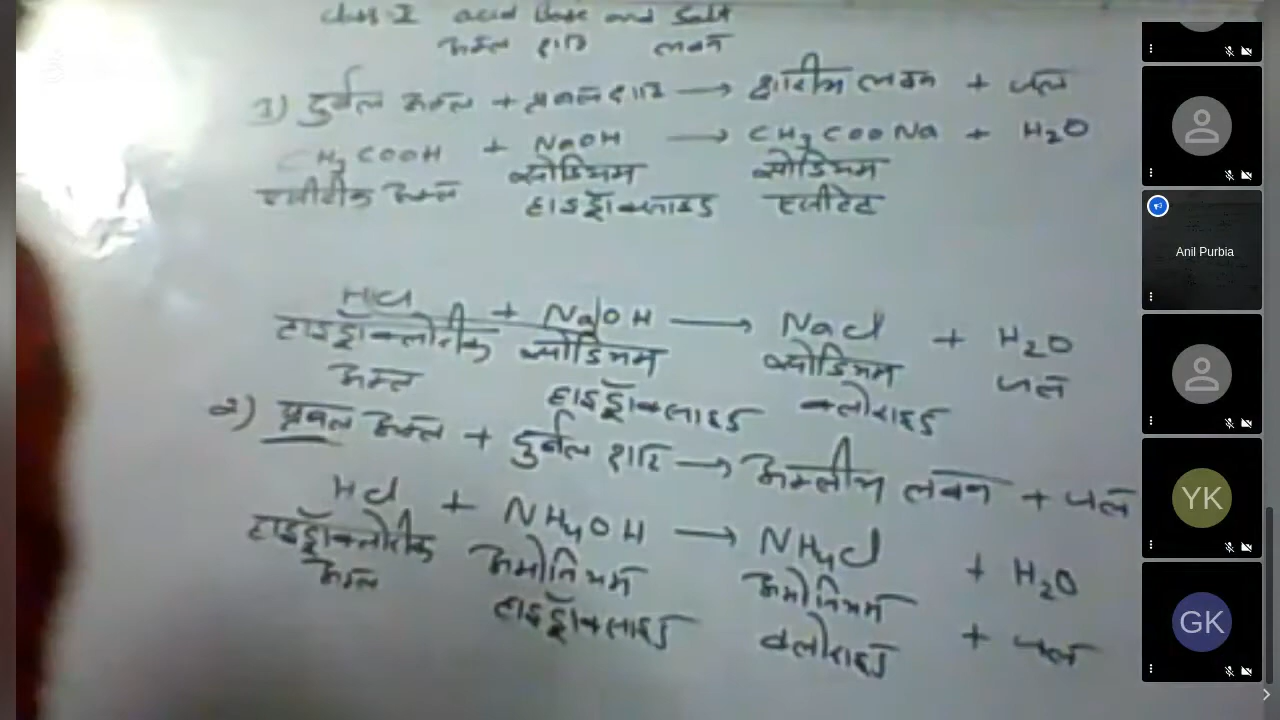 class X acid base and Salt
अम्ल क्षार लवण
1) दुर्बल अम्ल + प्रबल क्षार → क्षारीय लवण + जल
CH3COOH + NaOH → CH3COONa + H2O
एसीटीक अम्ल सोडियम सोडियम
हाइड्रॉक्साइड एसीटेट
HCl + NaOH → NaCl + H2O
हाइड्रॉक्लोरीक सोडियम सोडियम जल
अम्ल हाइड्रॉक्साइड क्लोराइड
2) प्रबल अम्ल + दुर्बल क्षार → अम्लीय लवण + जल
HCl + NH4OH → NH4Cl + H2O
हाइड्रॉक्लोरीक अमोनियम अमोनियम
अम्ल हाइड्रॉक्साइड क्लोराइड + जल
Anil Purbia
YK
GK